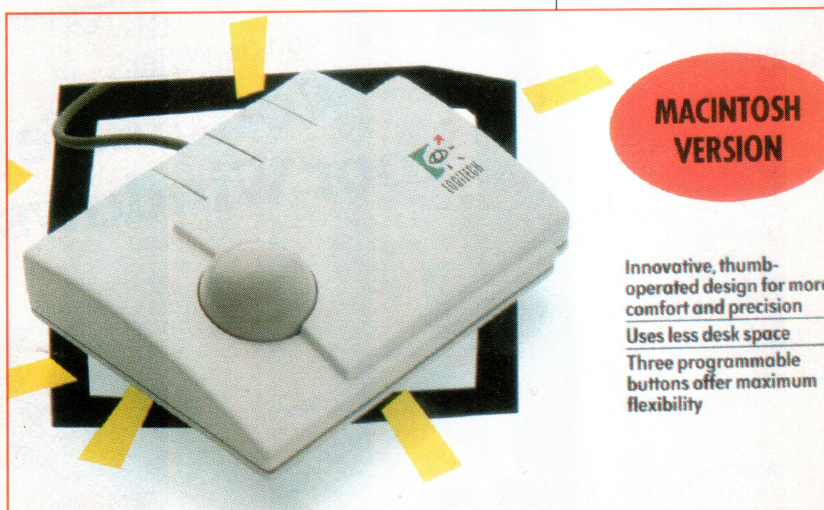 LOGITECH
MACINTOSH
VERSION
Innovative, thumb-
operated design for more
comfort and precision
Uses less desk space
Three programmable
buttons offer maximum
flexibility